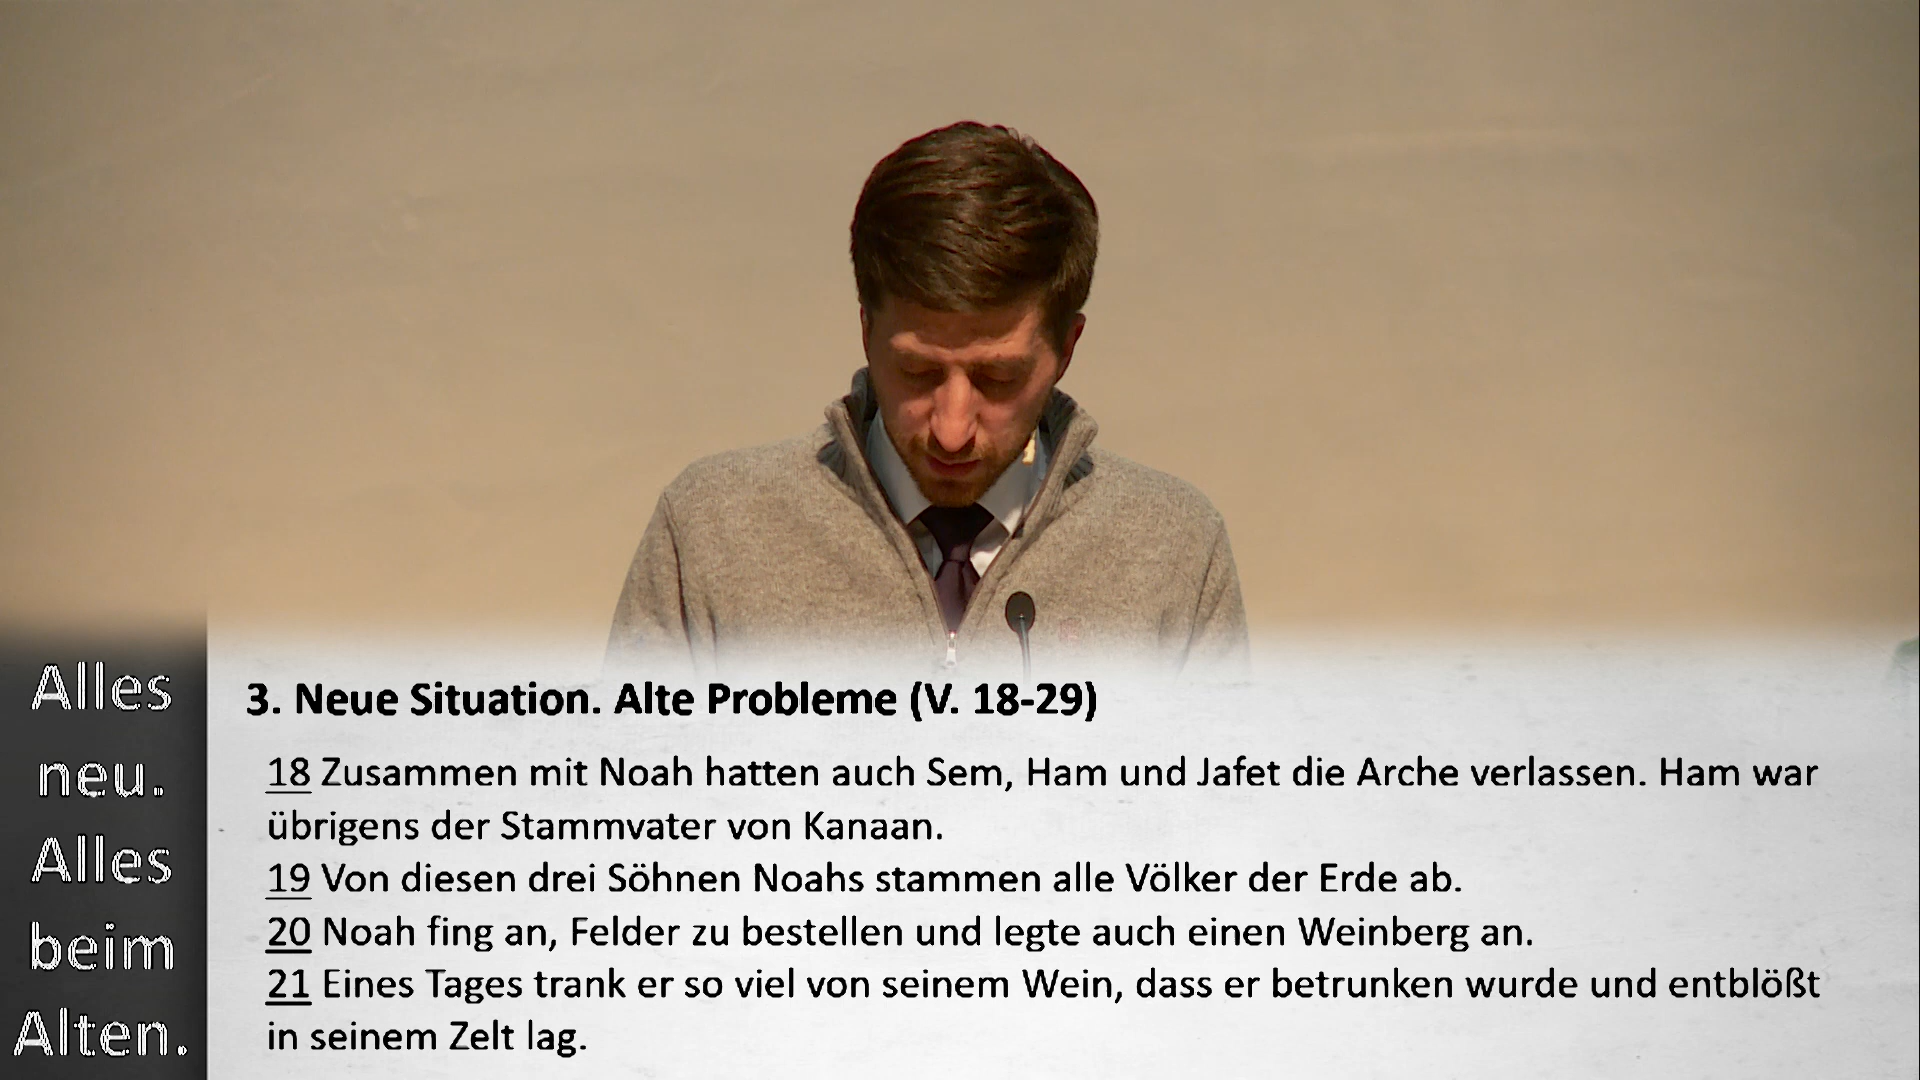 Alles
neu.
Alles
beim
Alten.
3. Neue Situation. Alte Probleme (V. 18-29)
18 Zusammen mit Noah hatten auch Sem, Ham und Jafet die Arche verlassen. Ham war
übrigens der Stammvater von Kanaan.
19 Von diesen drei Söhnen Noahs stammen alle Völker der Erde ab.
20 Noah fing an, Felder zu bestellen und legte auch einen Weinberg an.
21 Eines Tages trank er so viel von seinem Wein, dass er betrunken wurde und entblößt
in seinem Zelt lag.